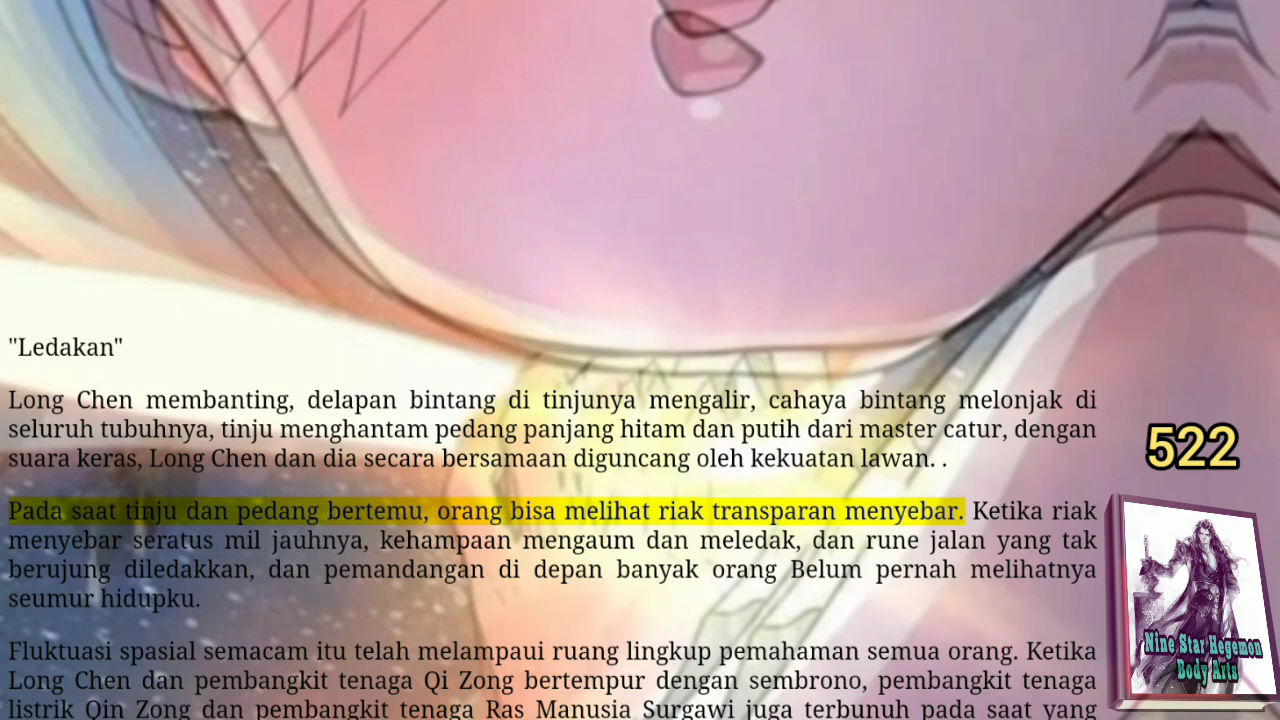 "Ledakan"
Long Chen membanting, delapan bintang di tinjunya mengalir, cahaya bintang melonjak di
seluruh tubuhnya, tinju menghantam pedang panjang hitam dan putih dari master catur, dengan
suara keras, Long Chen dan dia secara bersamaan diguncang oleh kekuatan lawan. .
Pada saat tinju dan pedang bertemu, orang bisa melihat riak transparan menyebar. Ketika riak
menyebar seratus mil jauhnya, kehampaan mengaum dan meledak, dan rune jalan yang tak
berujung diledakkan, dan pemandangan di depan banyak orang Belum pernah melihatnya
seumur hidupku.
Fluktuasi spasial semacam itu telah melampaui ruang lingkup pemahaman semua orang. Ketika
Long Chen dan pembangkit tenaga Qi Zong bertempur dengan sembrono, pembangkit tenaga
listrik Qin Zong dan pembangkit tenaga Ras Manusia Surgawi juga terbunuh pada saat yang
522
Nine Star Hegemon
Body Arts